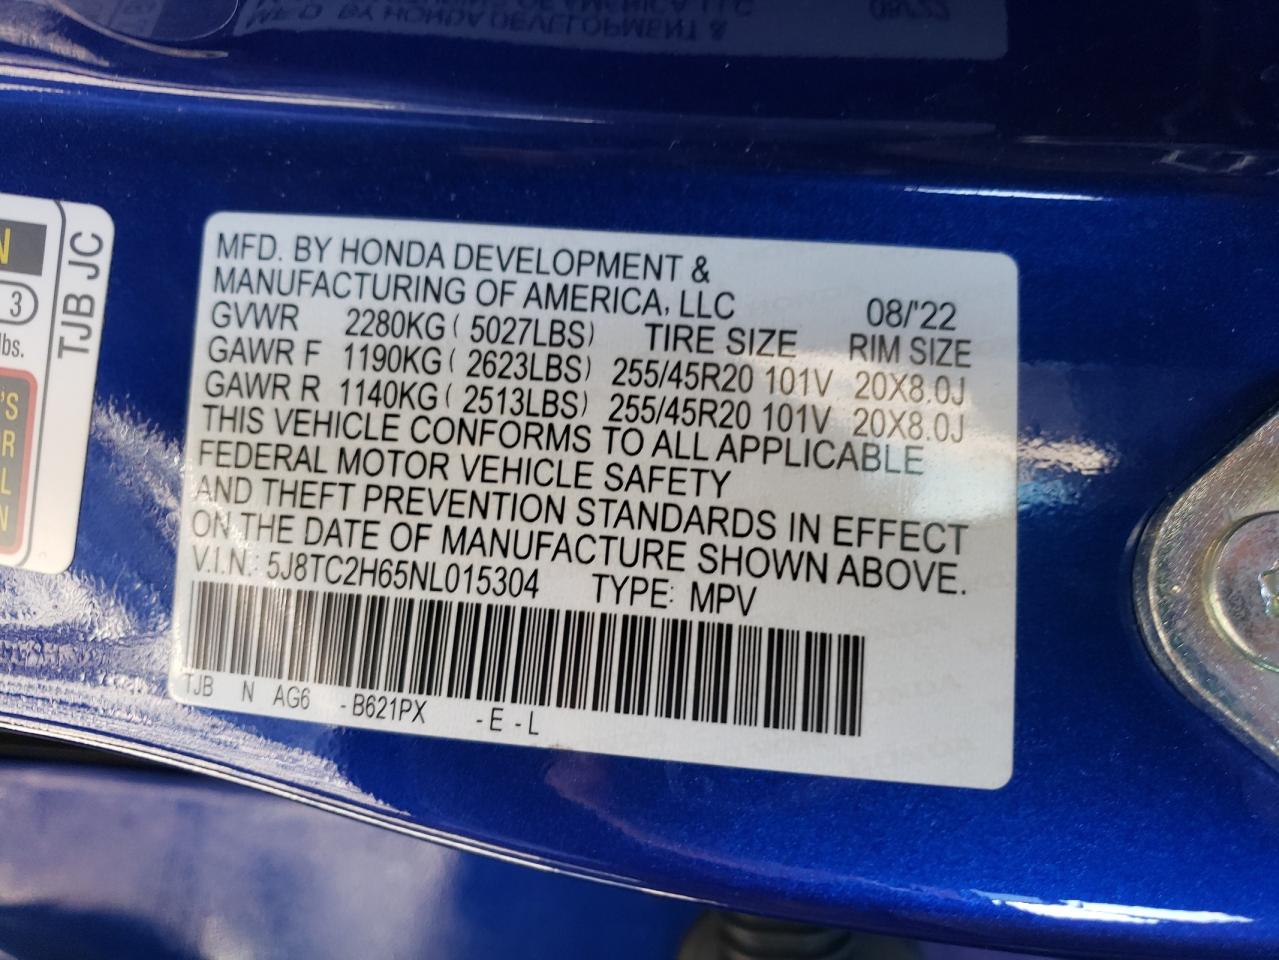 MFD. BY HONDA DEVELOPMENT &
MANUFACTURING OF AMERICA, LLC 08/'22
GVWR 2280KG ( 5027LBS) TIRE SIZE RIM SIZE
GAWR F 1190KG ( 2623LBS) 255/45R20 101V 20X8.0J
GAWR R 1140KG ( 2513LBS) 255/45R20 101V 20X8.0J
THIS VEHICLE CONFORMS TO ALL APPLICABLE
FEDERAL MOTOR VEHICLE SAFETY
AND THEFT PREVENTION STANDARDS IN EFFECT
ON THE DATE OF MANUFACTURE SHOWN ABOVE.
V.I.N.: 5J8TC2H65NL015304 TYPE: MPV
TJB N AG6 -B621PX -E-L
TJB JC
N
3
lbs.
'S
R
L
N